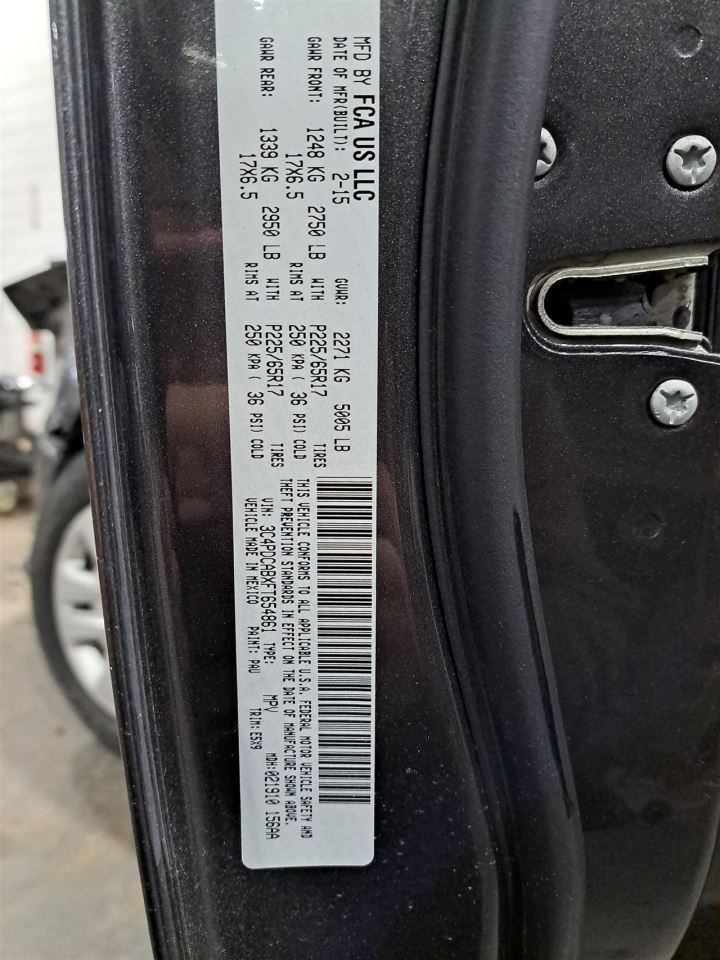 MFD BY FCA US LLC
DATE OF MFR(BUILT): 2-15 GVWR: 2271 KG 5005 LB
GAWR FRONT: 1248 KG 2750 LB WITH P225/65R17 TIRES
17X6.5 RIMS AT 250 KPA ( 36 PSI) COLD
GAWR REAR: 1339 KG 2950 LB WITH P225/65R17 TIRES
17X6.5 RIMS AT 250 KPA ( 36 PSI) COLD
THIS VEHICLE CONFORMS TO ALL APPLICABLE U.S.A. FEDERAL MOTOR VEHICLE SAFETY AND
THEFT PREVENTION STANDARDS IN EFFECT ON THE DATE OF MANUFACTURE SHOWN ABOVE.
VIN: 3C4PDCABXFT654861 TYPE: MPV MDH:021910 156AA
VEHICLE MADE IN MEXICO PAINT: PAU TRIM: E5X9